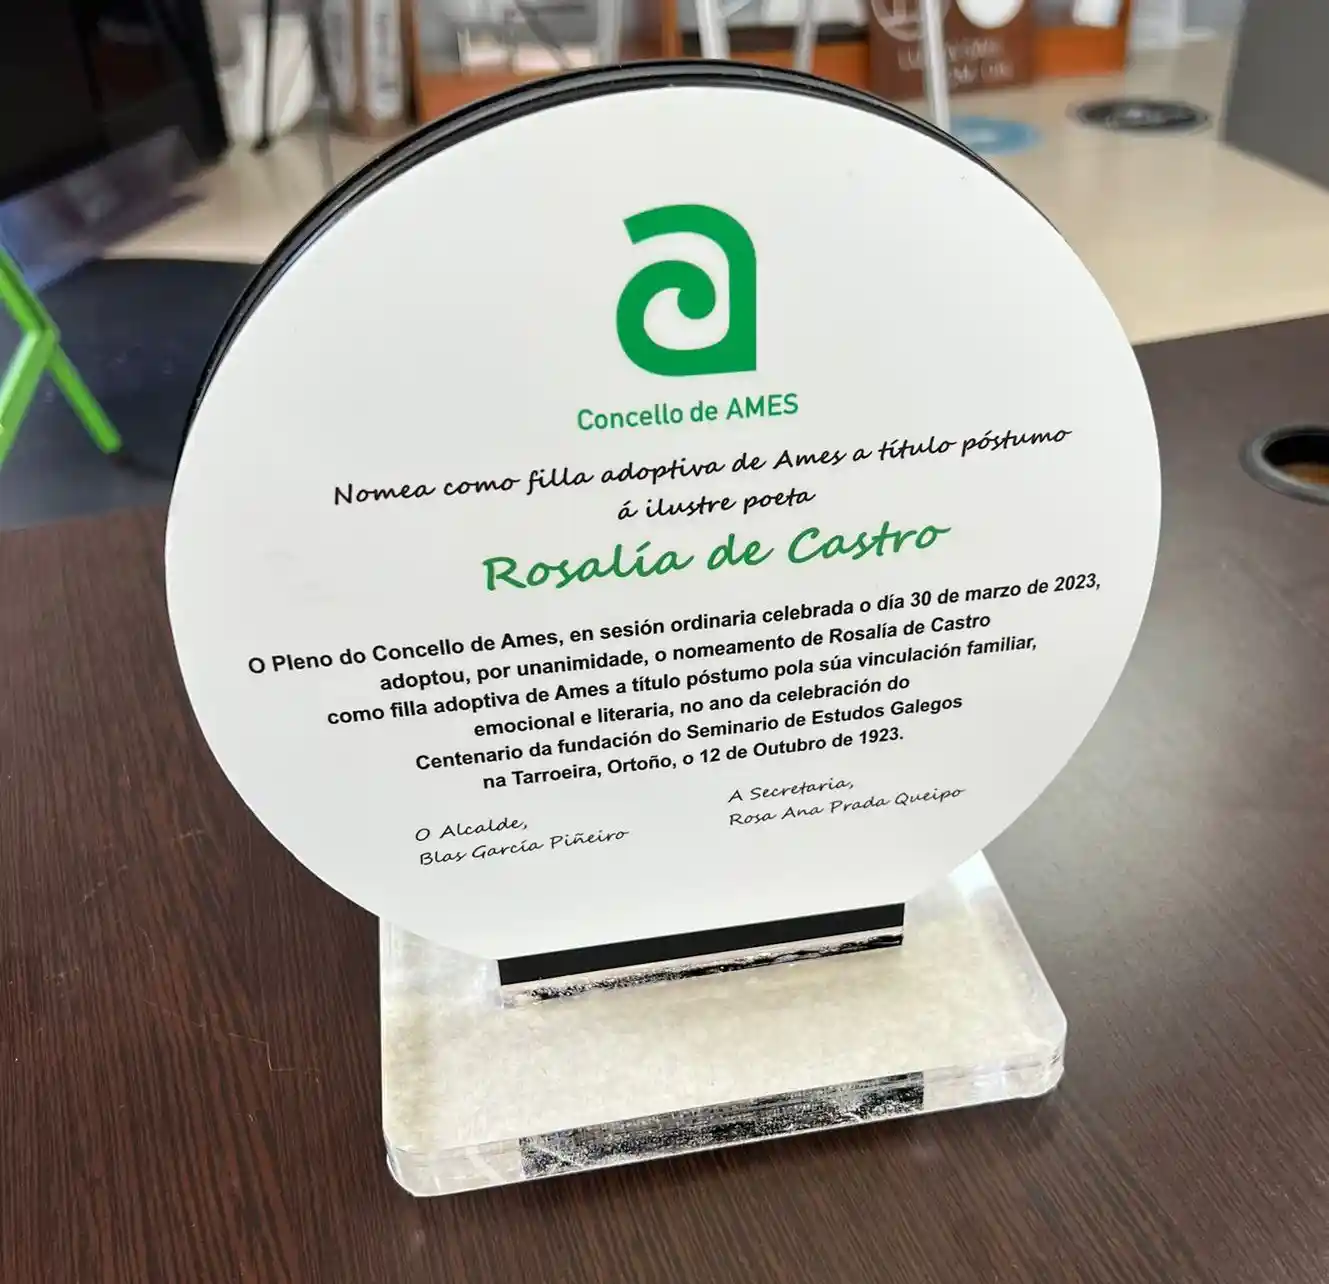 Concello de AMES
Nomea como filla adoptiva de Ames a título póstumo
á ilustre poeta
Rosalía de Castro
O Pleno do Concello de Ames, en sesión ordinaria celebrada o día 30 de marzo de 2023,
adoptou, por unanimidade, o nomeamento de Rosalía de Castro
como filla adoptiva de Ames a título póstumo pola súa vinculación familiar,
emocional e literaria, no ano da celebración do
Centenario da fundación do Seminario de Estudos Galegos
na Tarroeira, Ortoño, o 12 de Outubro de 1923.
O Alcalde,
Blas García Piñeiro
A Secretaria,
Rosa Ana Prada Queipo